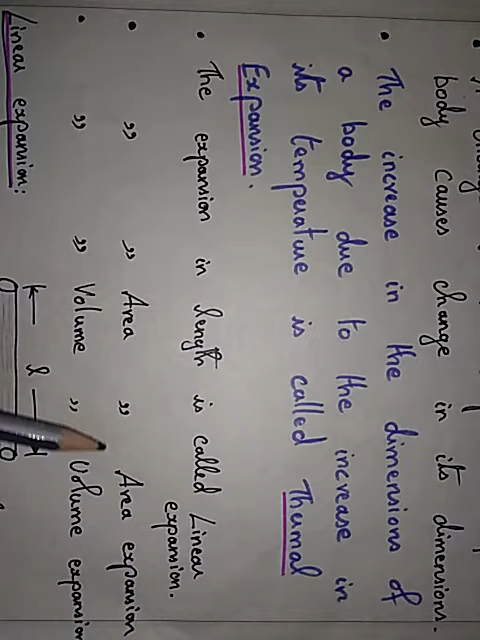 body causes change in its dimensions.
• The increase in the dimensions of
a body due to the increase in
its temperature is called Thermal
Expansion.
• The expansion in length is called Linear
expansion.
• " " Area " Area expansion
• " " Volume " Volume expansion
Linear expansion:
l